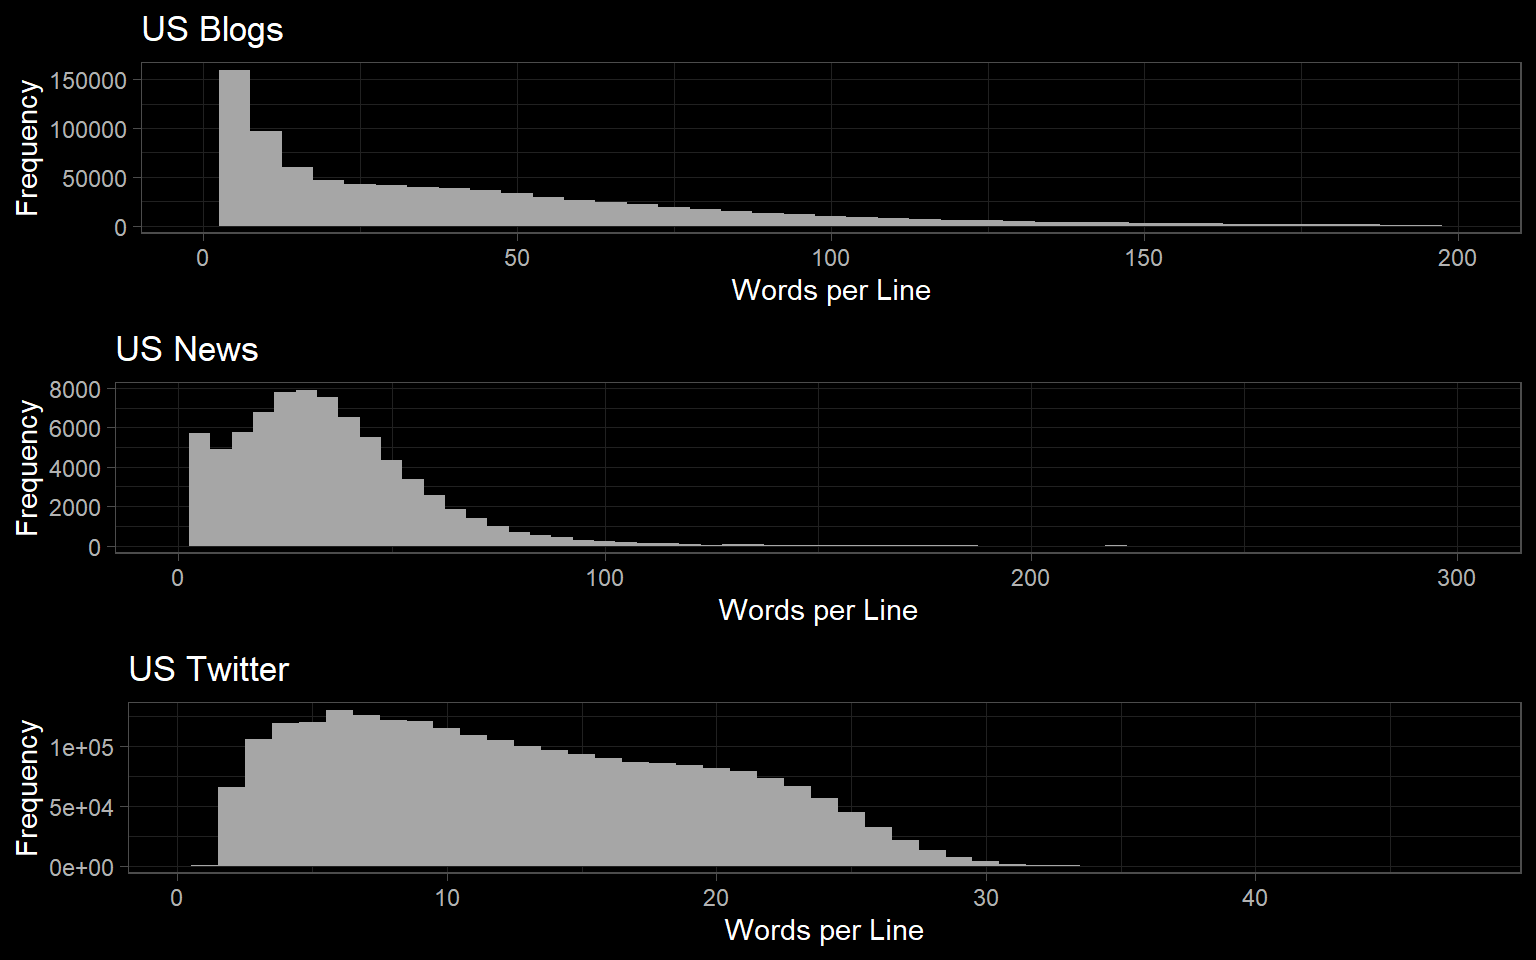 US Blogs
Frequency
150000
100000
50000
0
0 50 100 150 200
Words per Line
US News
Frequency
8000
6000
4000
2000
0
0 100 200 300
Words per Line
US Twitter
Frequency
1e+05
5e+04
0e+00
0 10 20 30 40
Words per Line